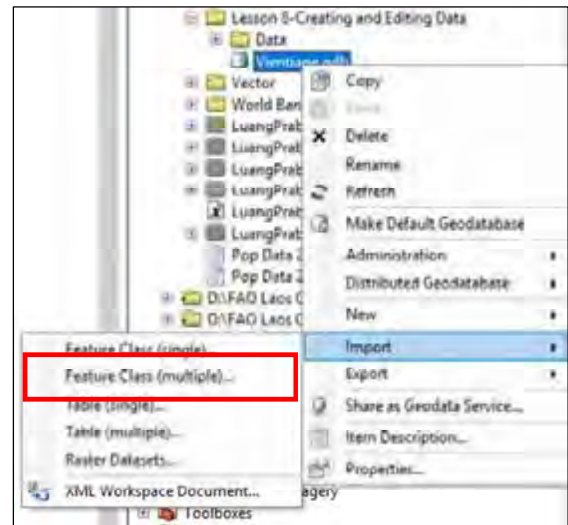 Lesson 8-Creating and Editing Data
Data
Vientiane.gdb
Vector
World Ban
LuangPrab
LuangPrab
LuangPrab
LuangPrab
LuangPrab
LuangPrab
Pop Data 2
Pop Data 2
D:\FAO Laos C
D:\FAO Laos C
Copy
Delete
Rename
Refresh
Make Default Geodatabase
Administration
Distributed Geodatabase
New
Import
Export
Share as Geodata Service...
Item Description...
Properties...
Feature Class (single)...
Feature Class (multiple)...
Table (single)...
Table (multiple)...
Raster Datasets...
XML Workspace Document...
agery
Toolboxes